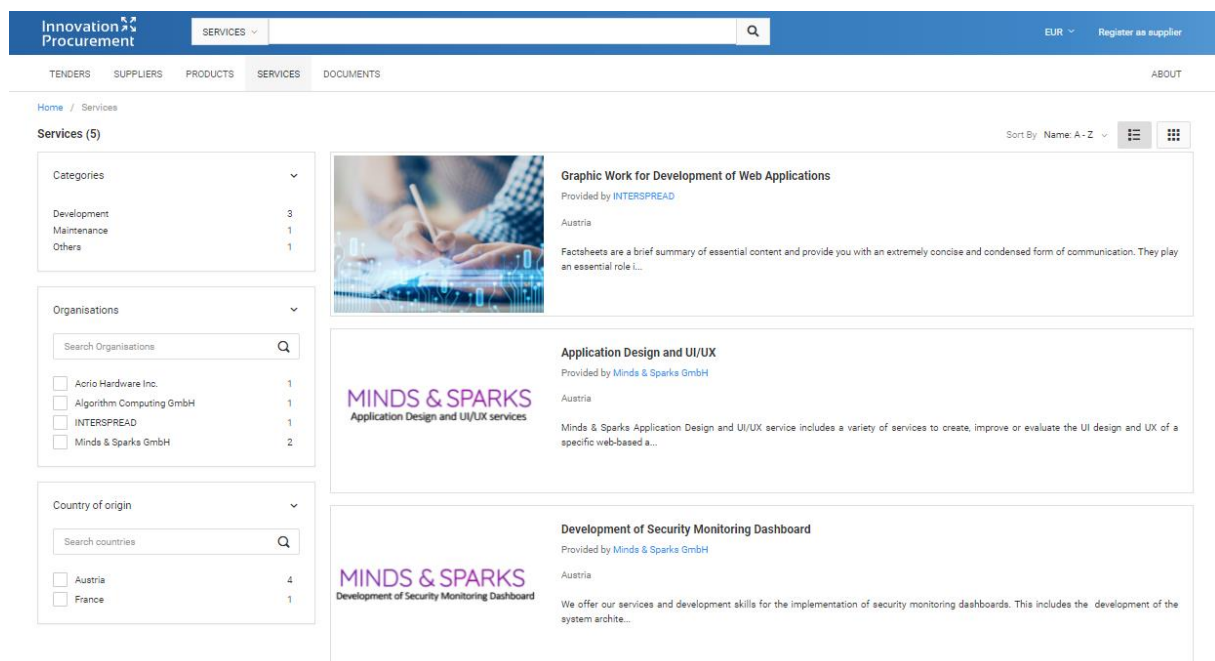 Innovation
Procurement
SERVICES
EUR
Register as supplier
TENDERS SUPPLIERS PRODUCTS SERVICES DOCUMENTS ABOUT
Home / Services
Services (5)
Sort By Name: A - Z
Categories
Development 3
Maintenance 1
Others 1
Organisations
Search Organisations
Acrio Hardware Inc. 1
Algorithm Computing GmbH 1
INTERSPREAD 1
Minds & Sparks GmbH 2
Country of origin
Search countries
Austria 4
France 1
Graphic Work for Development of Web Applications
Provided by INTERSPREAD
Austria
Factsheets are a brief summary of essential content and provide you with an extremely concise and condensed form of communication. They play
an essential role i...
MINDS & SPARKS
Application Design and UI/UX services
Application Design and UI/UX
Provided by Minds & Sparks GmbH
Austria
Minds & Sparks Application Design and UI/UX service includes a variety of services to create, improve or evaluate the UI design and UX of a
specific web-based a...
MINDS & SPARKS
Development of Security Monitoring Dashboard
Development of Security Monitoring Dashboard
Provided by Minds & Sparks GmbH
Austria
We offer our services and development skills for the implementation of security monitoring dashboards. This includes the development of the
system archite...